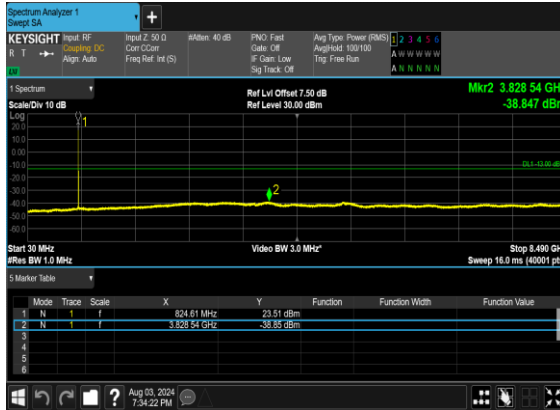 Spectrum Analyzer 1
Swept SA
+
KEYSIGHT Input: RF Input Z: 50 Ω #Atten: 40 dB PNO: Fast Avg Type: Power (RMS) 1 2 3 4 5 6
R T Coupling: DC Corr CCorr Gate: Off Avg|Hold: 100/100 A W W W W W
Align: Auto Freq Ref: Int (S) IF Gain: Low Trig: Free Run
Sig Track: Off A N N N N N
1 Spectrum
Scale/Div 10 dB Ref Lvl Offset 7.50 dB Mkr2 3.828 54 GH
Ref Level 30.00 dBm -38.847 dBr
Log
20.0
10.0
0.00
-10.0
DL1 -13.00 dB
-20.0
-30.0
-40.0
-50.0
-60.0
1
2
Start 30 MHz Video BW 3.0 MHz* Stop 8.490 GH
#Res BW 1.0 MHz Sweep 16.0 ms (40001 pt
5 Marker Table
Mode Trace Scale X Y Function Function Width Function Value
1 N 1 f 824.61 MHz 23.51 dBm
2 N 1 f 3.828 54 GHz -38.85 dBm
3
4
5
6
? Aug 03, 2024
7:34:22 PM